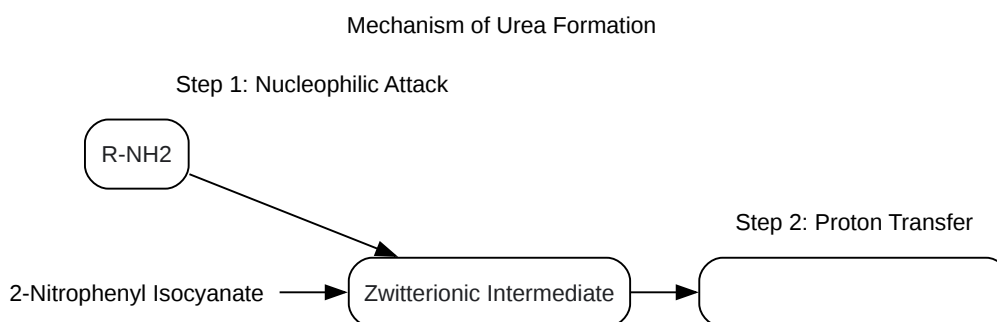 Mechanism of Urea Formation
Step 1: Nucleophilic Attack
R-NH2
Step 2: Proton Transfer
2-Nitrophenyl Isocyanate
Zwitterionic Intermediate